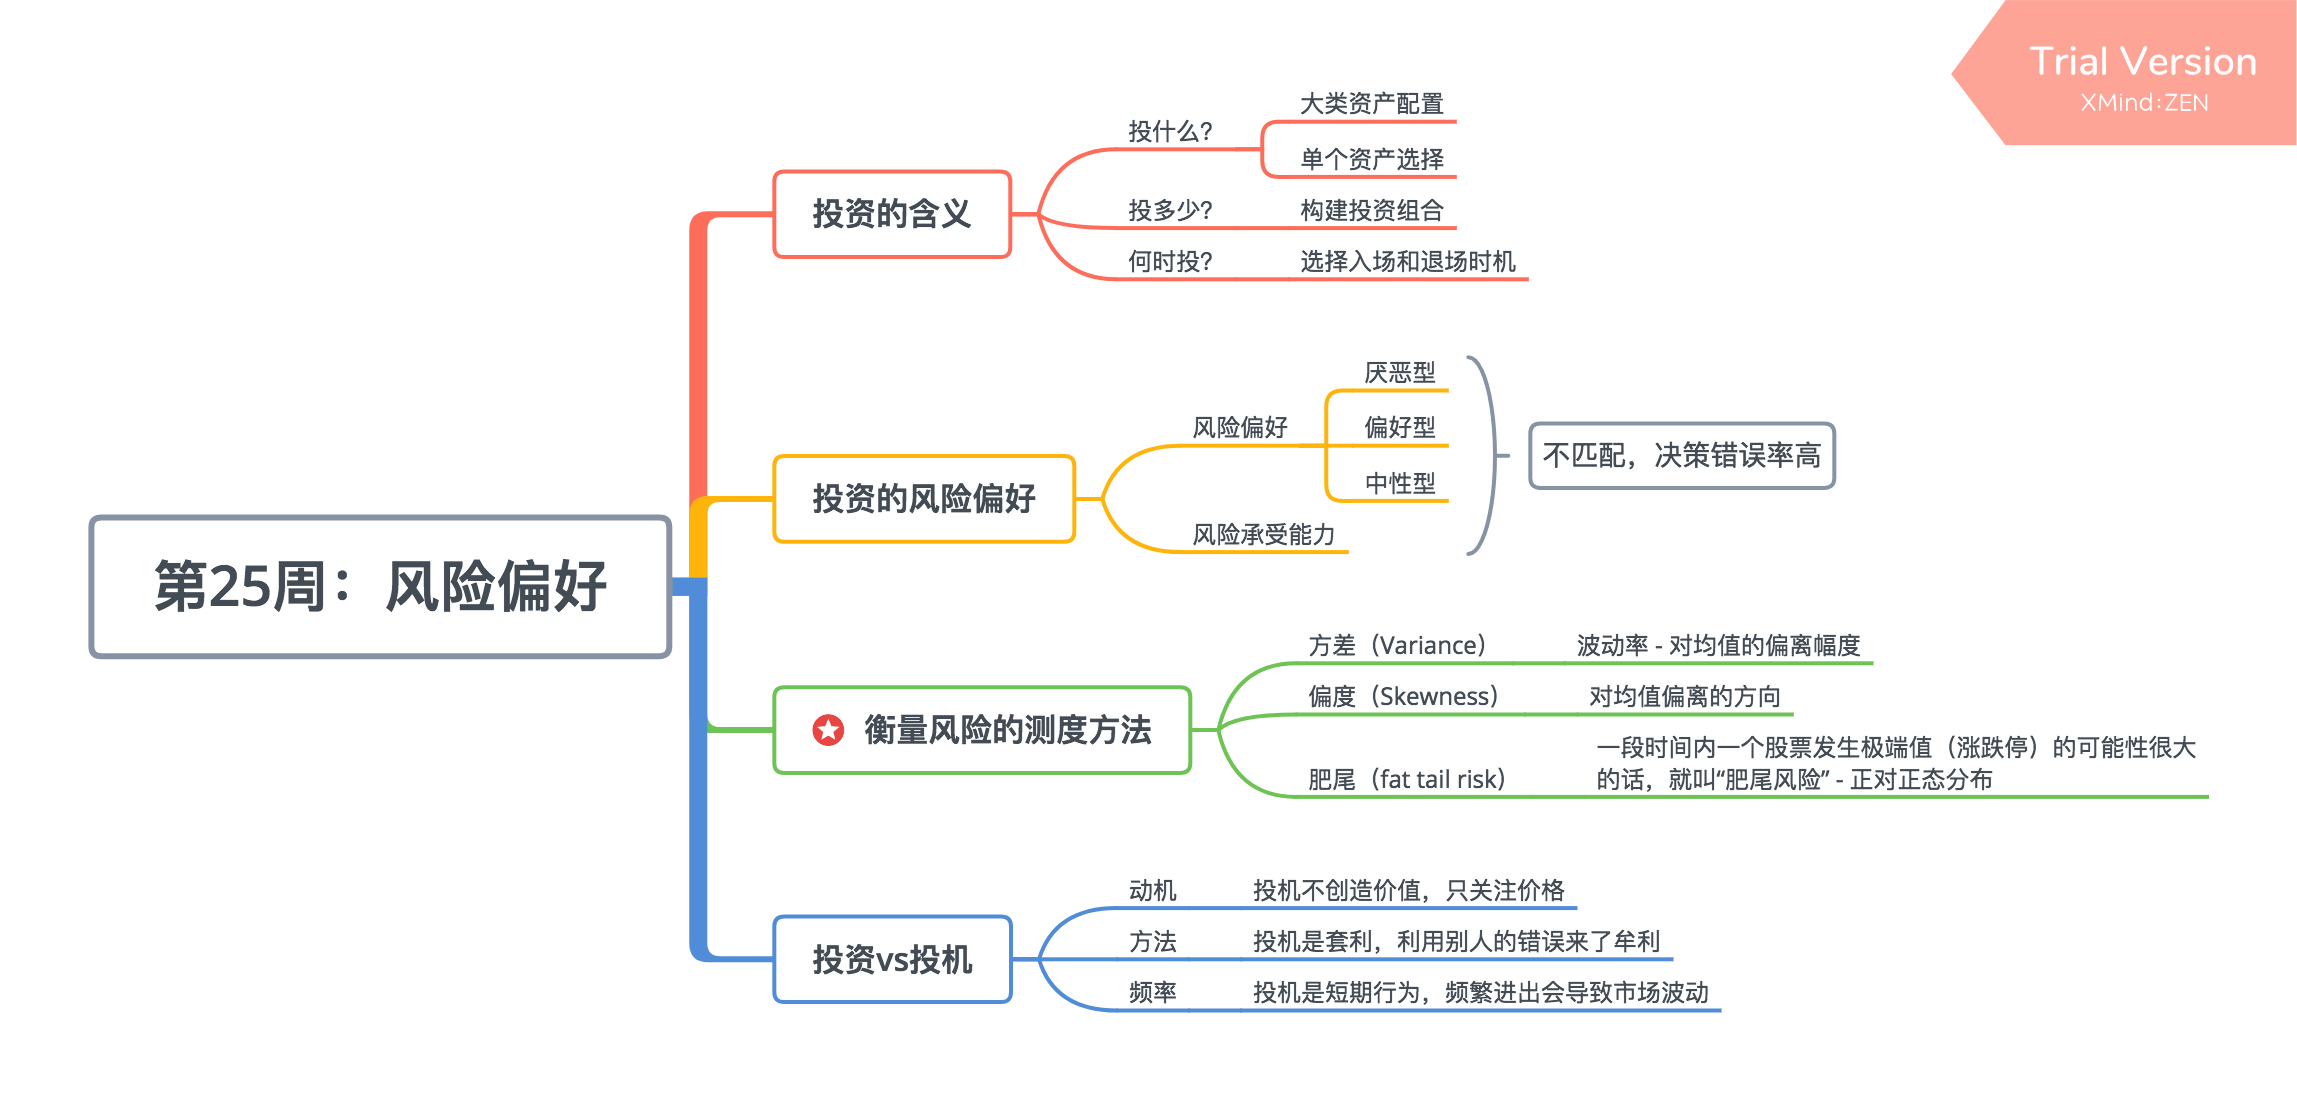 Trial Version
XMind:ZEN
第25周：风险偏好
投资的含义
投什么？
大类资产配置
单个资产选择
投多少？
构建投资组合
何时投？
选择入场和退场时机
投资的风险偏好
风险偏好
厌恶型
偏好型
中性型
风险承受能力
不匹配，决策错误率高
衡量风险的测度方法
方差（Variance）
波动率 - 对均值的偏离幅度
偏度（Skewness）
对均值偏离的方向
肥尾（fat tail risk）
一段时间内一个股票发生极端值（涨跌停）的可能性很大
的话，就叫“肥尾风险” - 正对正态分布
投资vs投机
动机
投机不创造价值，只关注价格
方法
投机是套利，利用别人的错误来了牟利
频率
投机是短期行为，频繁进出会导致市场波动